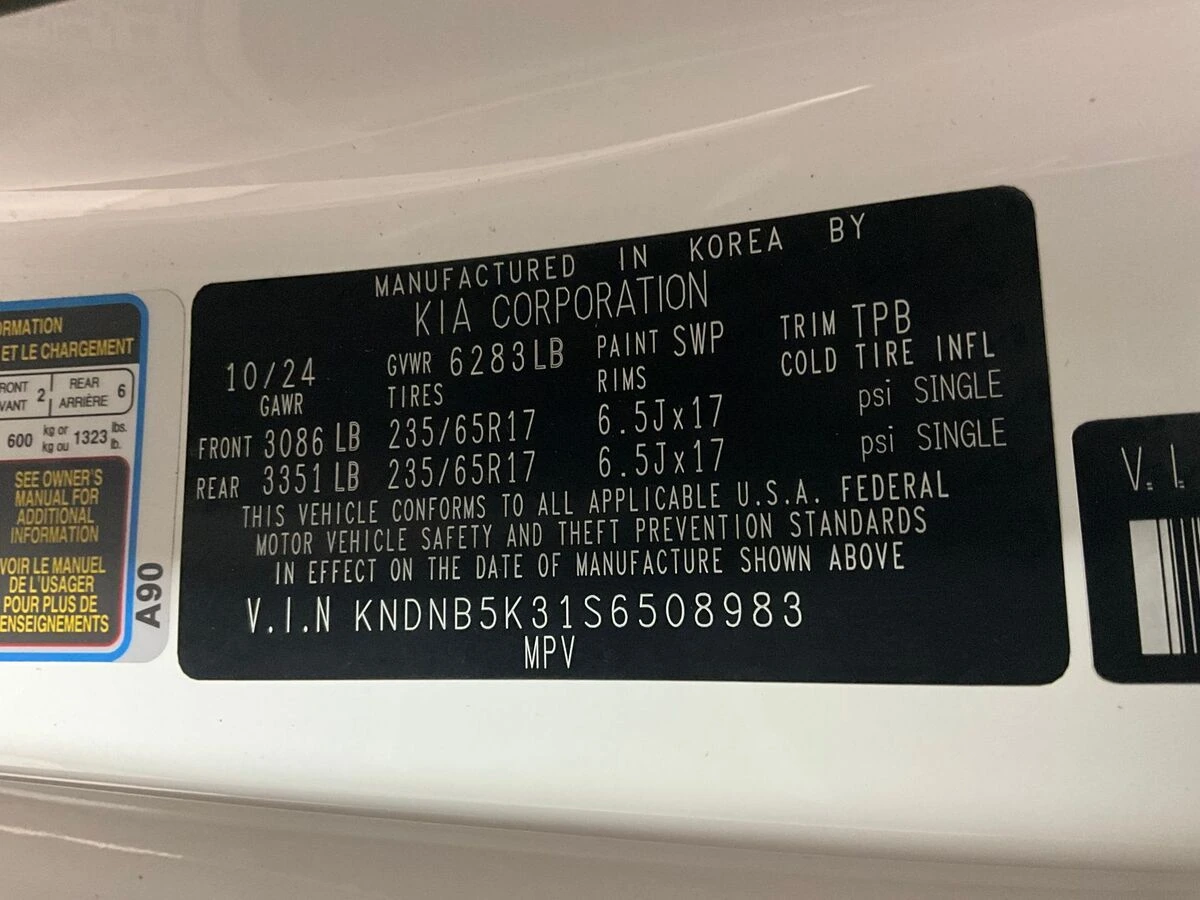 MANUFACTURED IN KOREA BY
KIA CORPORATION
10/24 GVWR 6283LB PAINT SWP TRIM TPB
GAWR TIRES RIMS COLD TIRE INFL
FRONT 3086 LB 235/65R17 6.5Jx17 psi SINGLE
REAR 3351 LB 235/65R17 6.5Jx17 psi SINGLE
THIS VEHICLE CONFORMS TO ALL APPLICABLE U.S.A. FEDERAL
MOTOR VEHICLE SAFETY AND THEFT PREVENTION STANDARDS
IN EFFECT ON THE DATE OF MANUFACTURE SHOWN ABOVE
V.I.N KNDNB5K31S6508983
MPV
ET LE CHARGEMENT
2 REAR 6
ARRIÈRE
600 kg or 1323 lbs.
kg ou lb.
SEE OWNER'S
MANUAL FOR
ADDITIONAL
INFORMATION
VOIR LE MANUEL
DE L'USAGER
POUR PLUS DE
A90
V.I.